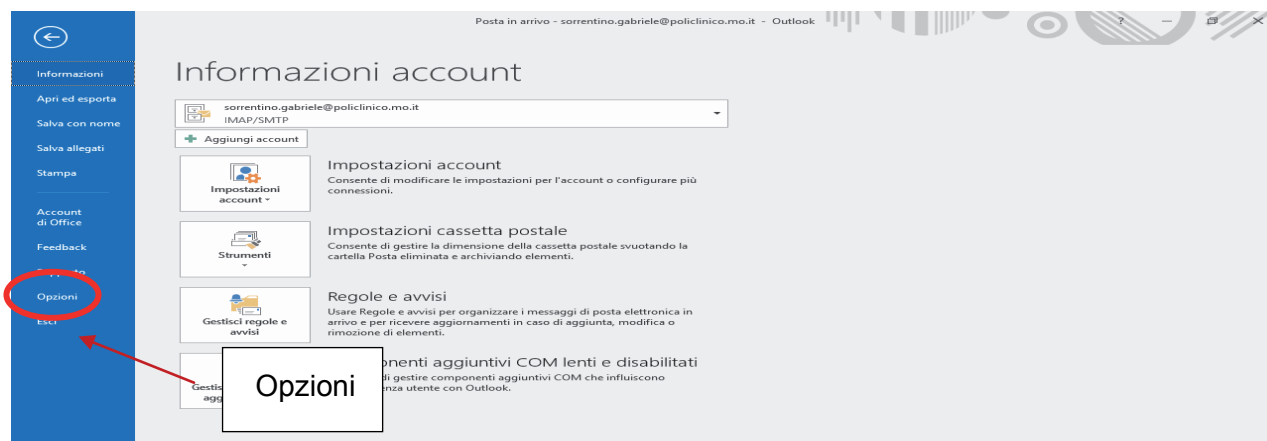 Posta in arrivo - sorrentino.gabriele@policlinico.mo.it - Outlook
?
Informazioni
Apri ed esporta
Salva con nome
Salva allegati
Stampa
Account
di Office
Feedback
Opzioni
Esci
Informazioni account
sorrentino.gabriele@policlinico.mo.it
IMAP/SMTP
Aggiungi account
Impostazioni
account
Impostazioni account
Consente di modificare le impostazioni per l'account o configurare più
connessioni.
Strumenti
Impostazioni cassetta postale
Consente di gestire la dimensione della cassetta postale svuotando la
cartella Posta eliminata e archiviando elementi.
Gestisci regole e
avvisi
Regole e avvisi
Usare Regole e avvisi per organizzare i messaggi di posta elettronica in
arrivo e per ricevere aggiornamenti in caso di aggiunta, modifica o
rimozione di elementi.
aggiuntivi COM lenti e disabilitati
di gestire componenti aggiuntivi COM che influiscono
utente con Outlook.
Opzioni